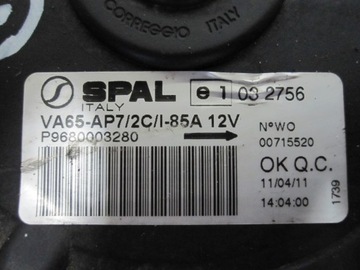 CORREGGIO ITALY
SPAL
ITALY
e 1 03 2756
VA65-AP7/2C/I-85A 12V
P9680003280
N°WO
00715520
OK Q.C.
11/04/11
14:04:00
1739